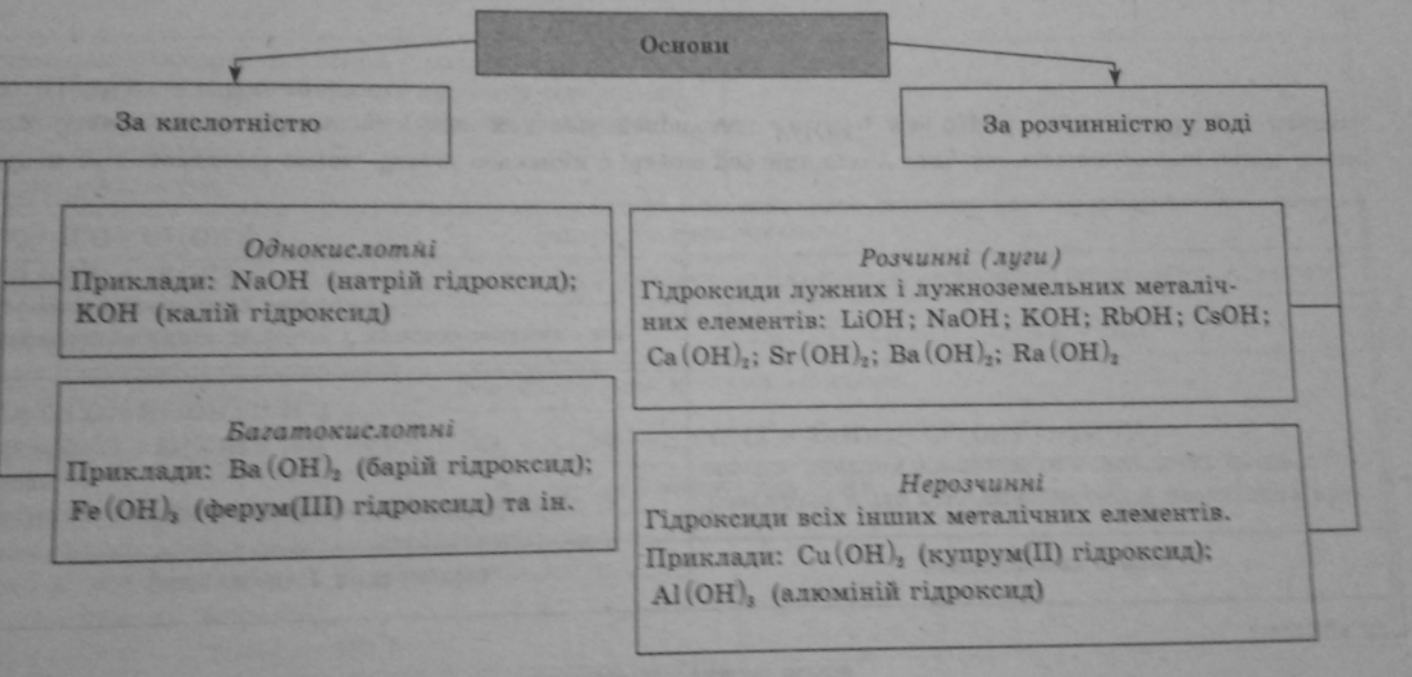 Основи
За кислотністю
Однокислотні
Приклади: NaOH (натрій гідроксид);
KOH (калій гідроксид)
Багатокислотні
Приклади: Ba(OH)₂ (барій гідроксид);
Fe(OH)₃ (ферум(III) гідроксид) та ін.
За розчинністю у воді
Розчинні (луги)
Гідроксиди лужних і лужноземельних металіч-
них елементів: LiOH; NaOH; KOH; RbOH; CsOH;
Ca(OH)₂; Sr(OH)₂; Ba(OH)₂; Ra(OH)₂
Нерозчинні
Гідроксиди всіх інших металічних елементів.
Приклади: Cu(OH)₂ (купрум(II) гідроксид);
Al(OH)₃ (алюміній гідроксид)